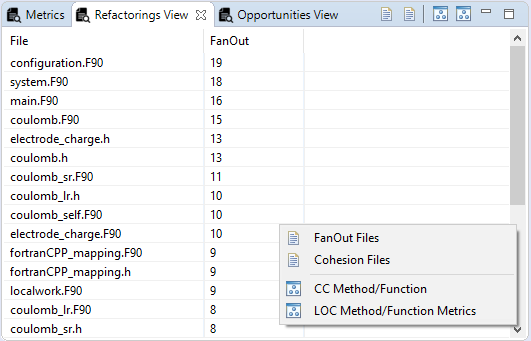 Metrics Refactorings View Opportunities View
File FanOut
configuration.F90 19
system.F90 18
main.F90 16
coulomb.F90 15
electrode_charge.h 13
coulomb.h 13
coulomb_sr.F90 11
coulomb_lr.h 10
coulomb_self.F90 10
electrode_charge.F90 10
fortranCPP_mapping.F90 9
fortranCPP_mapping.h 9
localwork.F90 9
coulomb_lr.F90 8
coulomb_sr.h 8
FanOut Files
Cohesion Files
CC Method/Function
LOC Method/Function Metrics